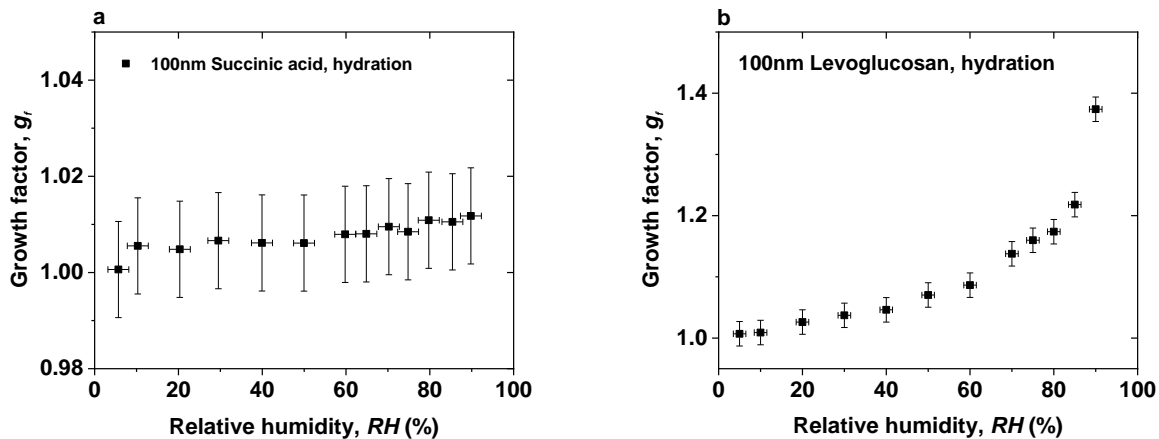 a
100nm Succinic acid, hydration
1.04
1.02
1.00
0.98
Growth factor, gf
0 20 40 60 80 100
Relative humidity, RH (%)
b
100nm Levoglucosan, hydration
1.4
1.2
1.0
Growth factor, gf
0 20 40 60 80 100
Relative humidity, RH (%)